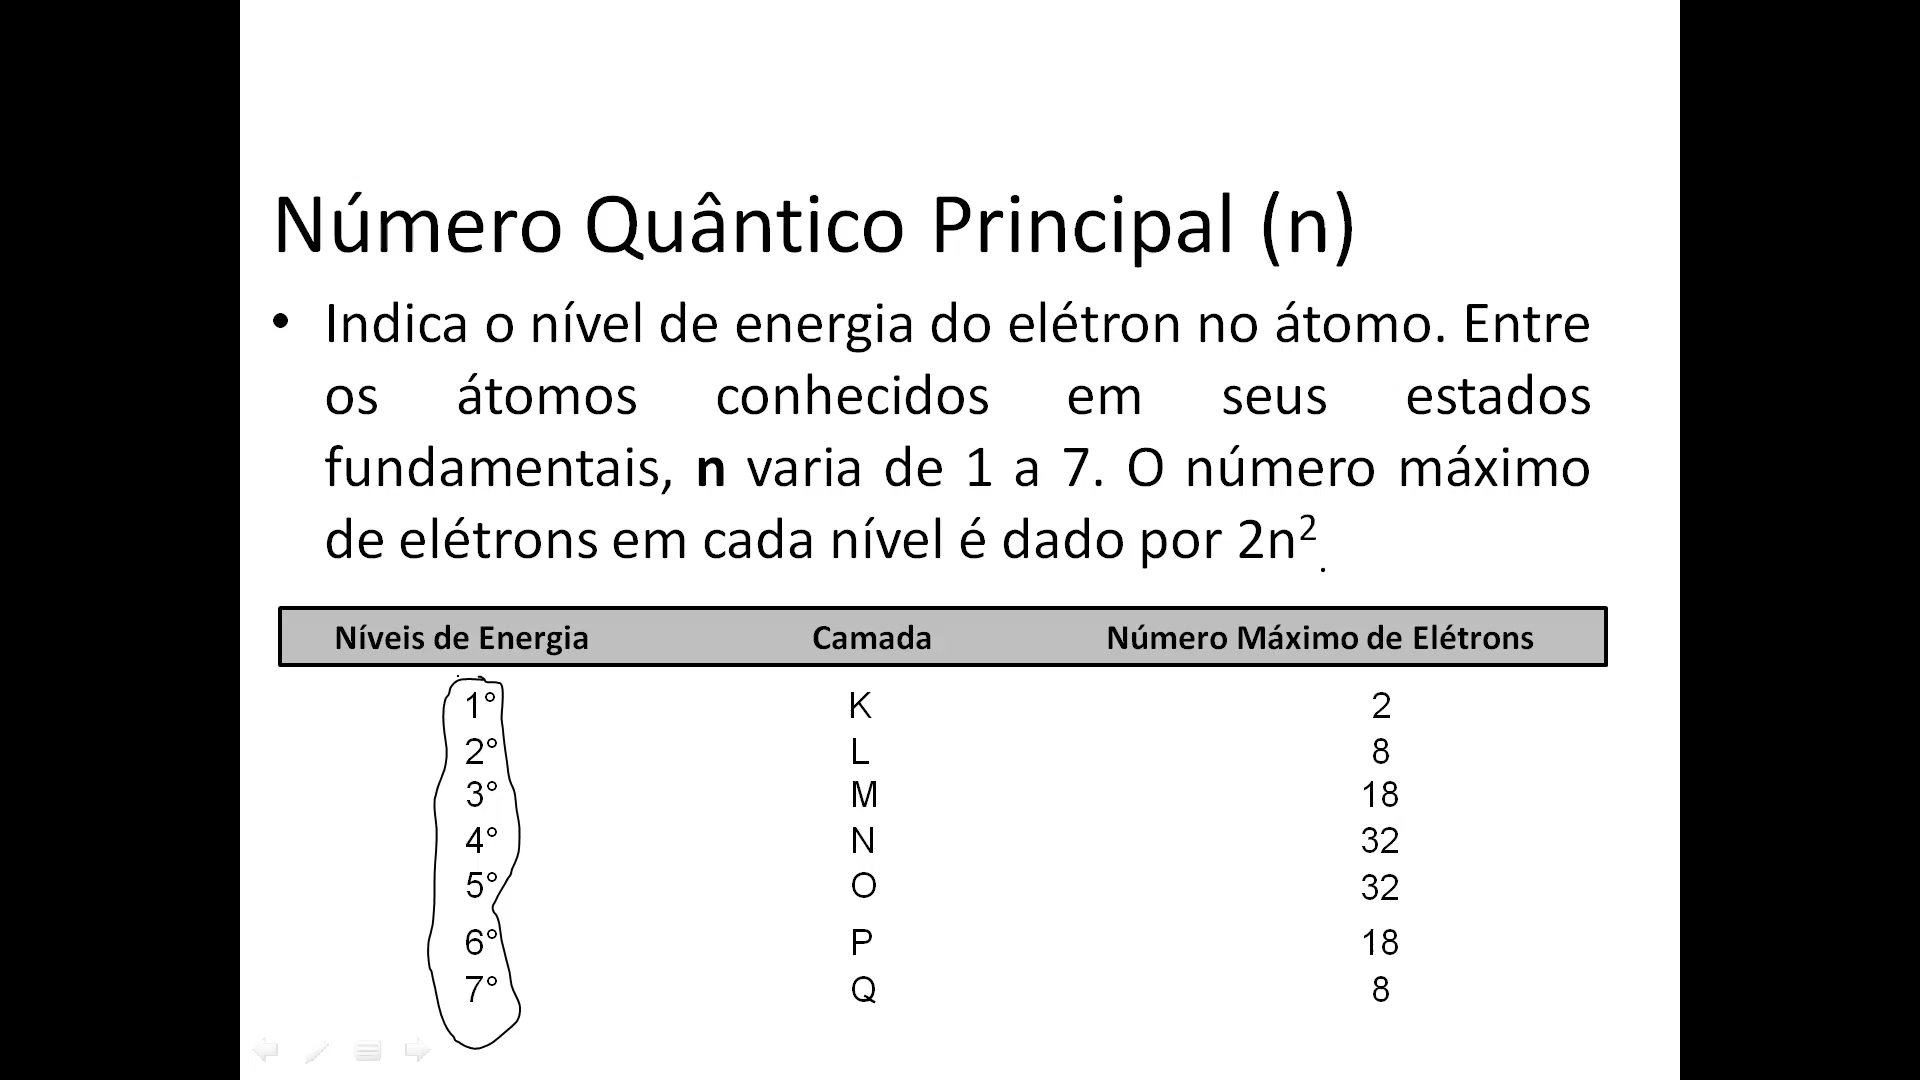 Número Quântico Principal (n)
• Indica o nível de energia do elétron no átomo. Entre
os átomos conhecidos em seus estados
fundamentais, n varia de 1 a 7. O número máximo
de elétrons em cada nível é dado por 2n².
Níveis de Energia Camada Número Máximo de Elétrons
1° K 2
2° L 8
3° M 18
4° N 32
5° O 32
6° P 18
7° Q 8